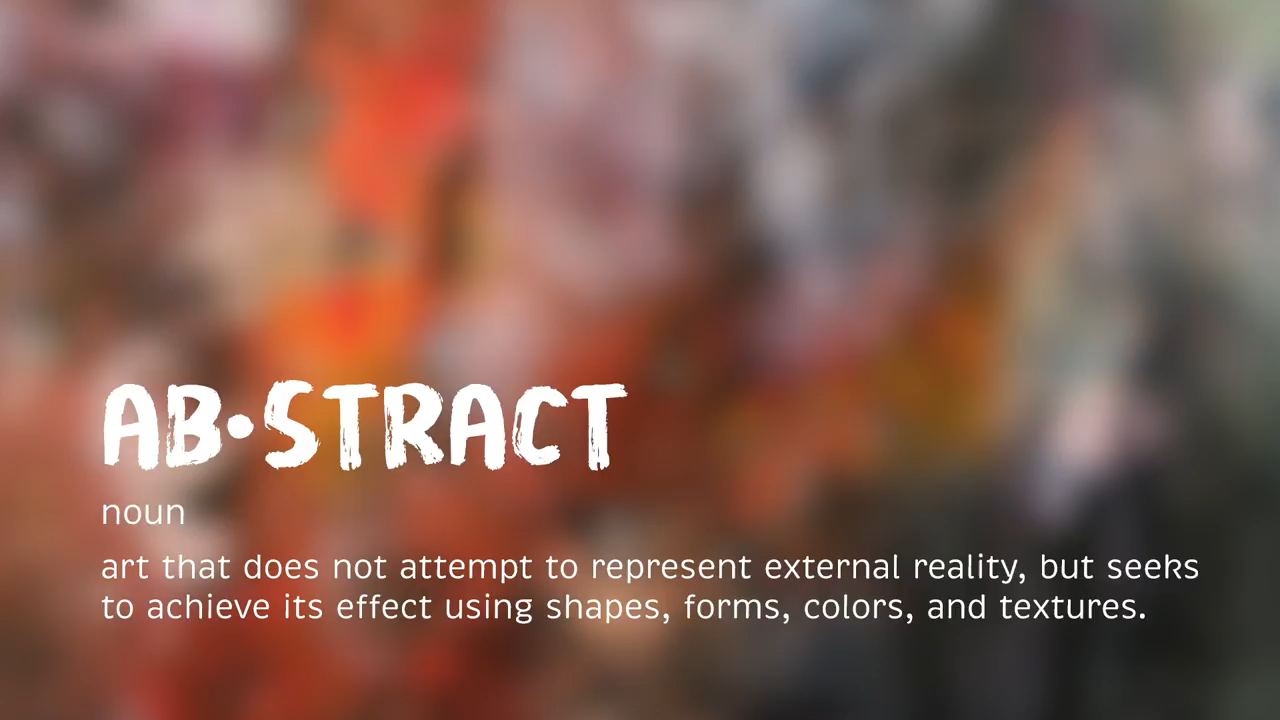 AB•STRACT
noun
art that does not attempt to represent external reality, but seeks
to achieve its effect using shapes, forms, colors, and textures.